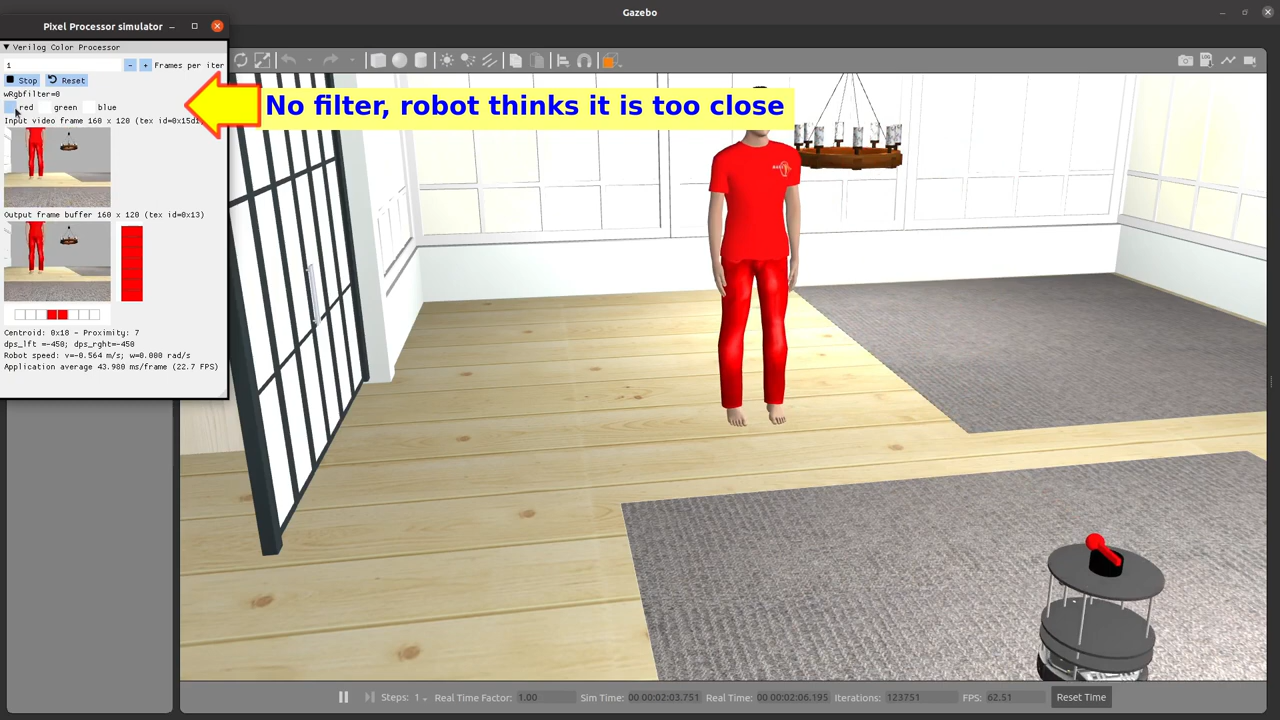 Gazebo
Pixel Processor simulator
Verilog Color Processor
1 - + Frames per iter
Stop Reset
wRgbfilter=0
red green blue
No filter, robot thinks it is too close
Input video frame 160 x 120 (tex id=0x15d1
Output frame buffer 160 x 120 (tex id=0x13)
Centroid: 0x18 - Proximity: 7
dps_lft =-450; dps_rght=-450
Robot speed: v=-0.564 m/s; w=0.000 rad/s
Application average 43.980 ms/frame (22.7 FPS)
Steps: 1 Real Time Factor: 1.00 Sim Time: 00 00:02:03.751 Real Time: 00 00:02:06.195 Iterations: 123751 FPS: 62.51 Reset Time